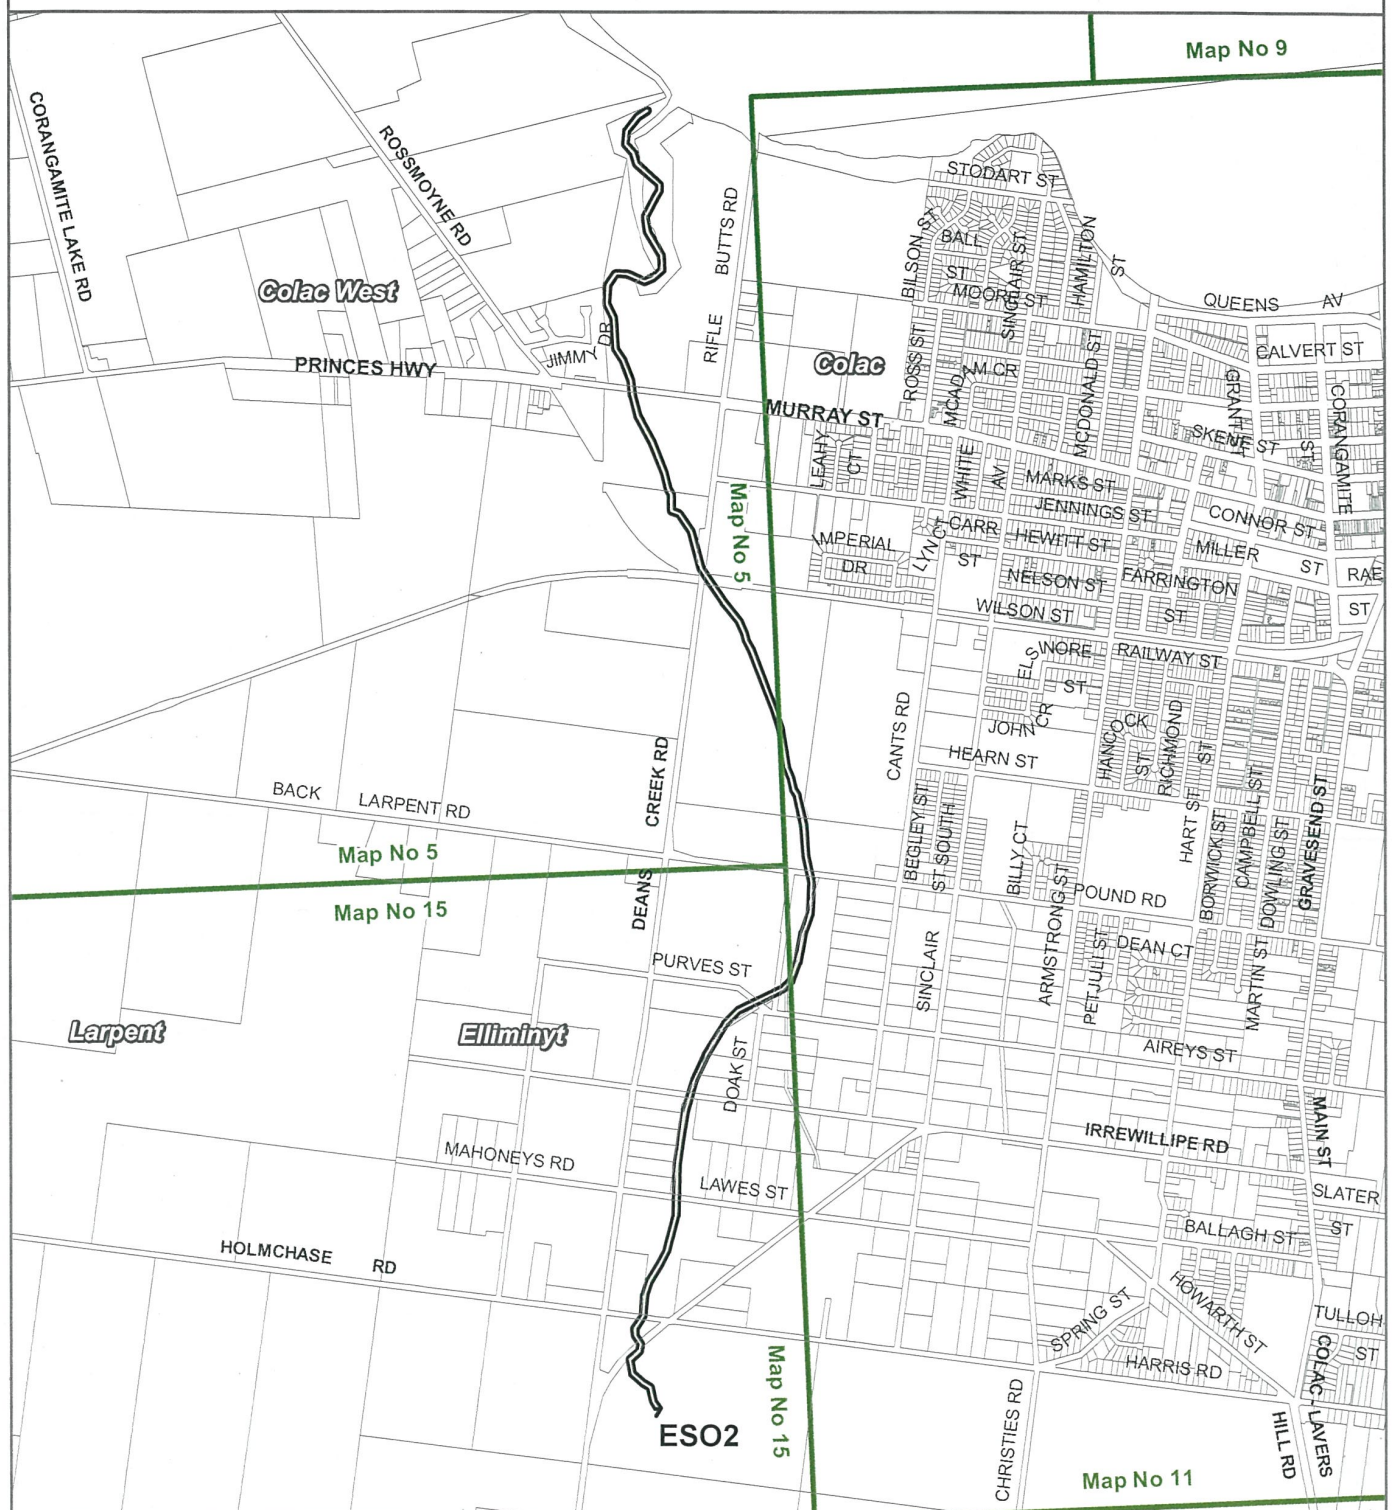 Map No 9
CORANGAMITE LAKE RD
ROSSMOYNE RD
STODART ST
BUTTS RD
RIFLE
BILSON ST
BALL
ST
SINCLAIR ST
HAMILTON
ST
MOORE ST
QUEENS AV
Colac West
JIMMY DR
CALVERT ST
PRINCES HWY
Colac
ROSS ST
M CR
MCDONALD ST
GRANT ST
CORANGAMITE
ST
MURRAY ST
SKENE ST
LEAHY
CT
WHITE
AV
MARKS ST
JENNINGS ST
CONNOR ST
Map No 5
IMPERIAL
DR
CARR
ST
HEWITT ST
MILLER
ST
NELSON ST
FARRINGTON
ST
RAE
ST
WILSON ST
ELSINORE
ST
RAILWAY ST
CANTS RD
JOHN
CR
HANCOCK
ST
RICHMOND
ST
HEARN ST
CREEK RD
DEANS
BACK LARPENT RD
BEGLEY ST
ST SOUTH
SINCLAIR
BILLY CT
HART ST
BORWICK ST
CAMPBELL ST
DOWLING ST
GRAVESEND ST
Map No 5
Map No 15
POUND RD
ARMSTRONG ST
PETJULI ST
DEAN CT
MARTIN ST
PURVES ST
Larpent
Elliminyt
DOAK ST
AIREYS ST
MAIN ST
IRREWILLIPE RD
MAHONEYS RD
LAWES ST
SLATER
ST
BALLAGH ST
HOLMCHASE RD
HOWARTH ST
SPRING ST
TULLOH
ST
HARRIS RD
COLAC - LAVERS
HILL RD
CHRISTIES RD
Map No 15
ESO2
Map No 11